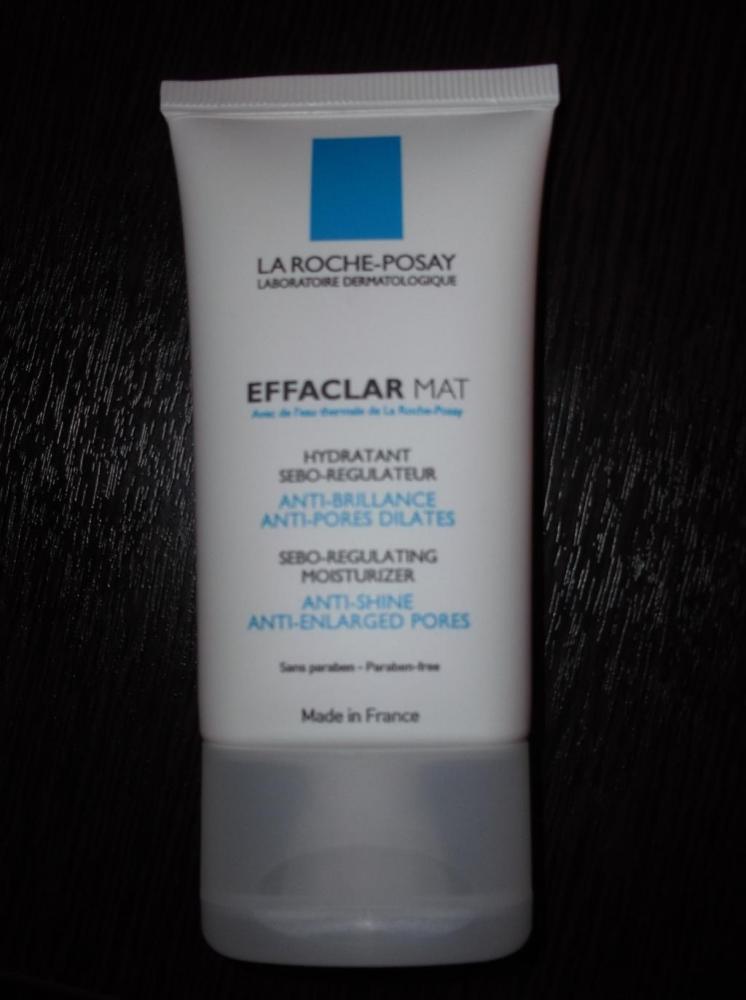 LA ROCHE-POSAY
LABORATOIRE DERMATOLOGIQUE
EFFACLAR MAT
Avec de l'eau thermale de La Roche-Posay
HYDRATANT
SEBO-REGULATEUR
ANTI-BRILLANCE
ANTI-PORES DILATES
SEBO-REGULATING
MOISTURIZER
ANTI-SHINE
ANTI-ENLARGED PORES
Sans paraben - Paraben-free
Made in France